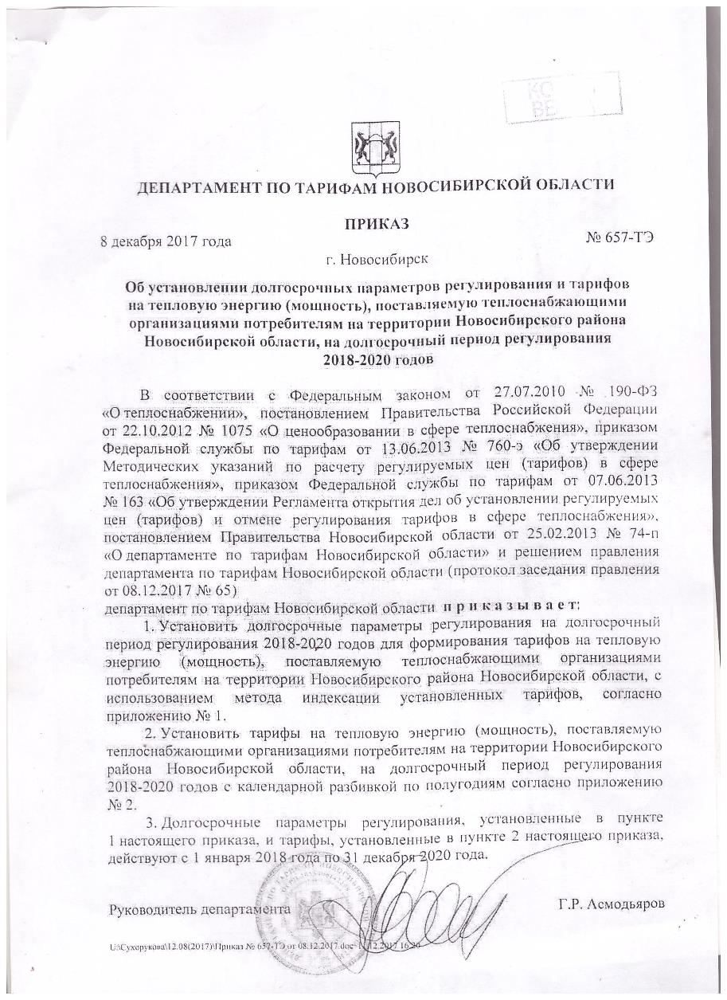 КО
ВЕ
ДЕПАРТАМЕНТ ПО ТАРИФАМ НОВОСИБИРСКОЙ ОБЛАСТИ
ПРИКАЗ
8 декабря 2017 года
№ 657-ТЭ
г. Новосибирск
Об установлении долгосрочных параметров регулирования и тарифов
на тепловую энергию (мощность), поставляемую теплоснабжающими
организациями потребителям на территории Новосибирского района
Новосибирской области, на долгосрочный период регулирования
2018-2020 годов
В соответствии с Федеральным законом от 27.07.2010 № 190-ФЗ
«О теплоснабжении», постановлением Правительства Российской Федерации
от 22.10.2012 № 1075 «О ценообразовании в сфере теплоснабжения», приказом
Федеральной службы по тарифам от 13.06.2013 № 760-э «Об утверждении
Методических указаний по расчету регулируемых цен (тарифов) в сфере
теплоснабжения», приказом Федеральной службы по тарифам от 07.06.2013
№ 163 «Об утверждении Регламента открытия дел об установлении регулируемых
цен (тарифов) и отмене регулирования тарифов в сфере теплоснабжения»,
постановлением Правительства Новосибирской области от 25.02.2013 № 74-п
«О департаменте по тарифам Новосибирской области» и решением правления
департамента по тарифам Новосибирской области (протокол заседания правления
от 08.12.2017 № 65)
департамент по тарифам Новосибирской области п р и к а з ы в а е т:
1. Установить долгосрочные параметры регулирования на долгосрочный
период регулирования 2018-2020 годов для формирования тарифов на тепловую
энергию (мощность), поставляемую теплоснабжающими организациями
потребителям на территории Новосибирского района Новосибирской области, с
использованием метода индексации установленных тарифов, согласно
приложению № 1.
2. Установить тарифы на тепловую энергию (мощность), поставляемую
теплоснабжающими организациями потребителям на территории Новосибирского
района Новосибирской области, на долгосрочный период регулирования
2018-2020 годов с календарной разбивкой по полугодиям согласно приложению
№ 2.
3. Долгосрочные параметры регулирования, установленные в пункте
1 настоящего приказа, и тарифы, установленные в пункте 2 настоящего приказа,
действуют с 1 января 2018 года по 31 декабря 2020 года.
Руководитель департамента
Г.Р. Асмодьяров
U:\Сухорукова\12.08(2017)\Приказ № 657-ТЭ от 08.12.2017.doc 12.2017 16:20